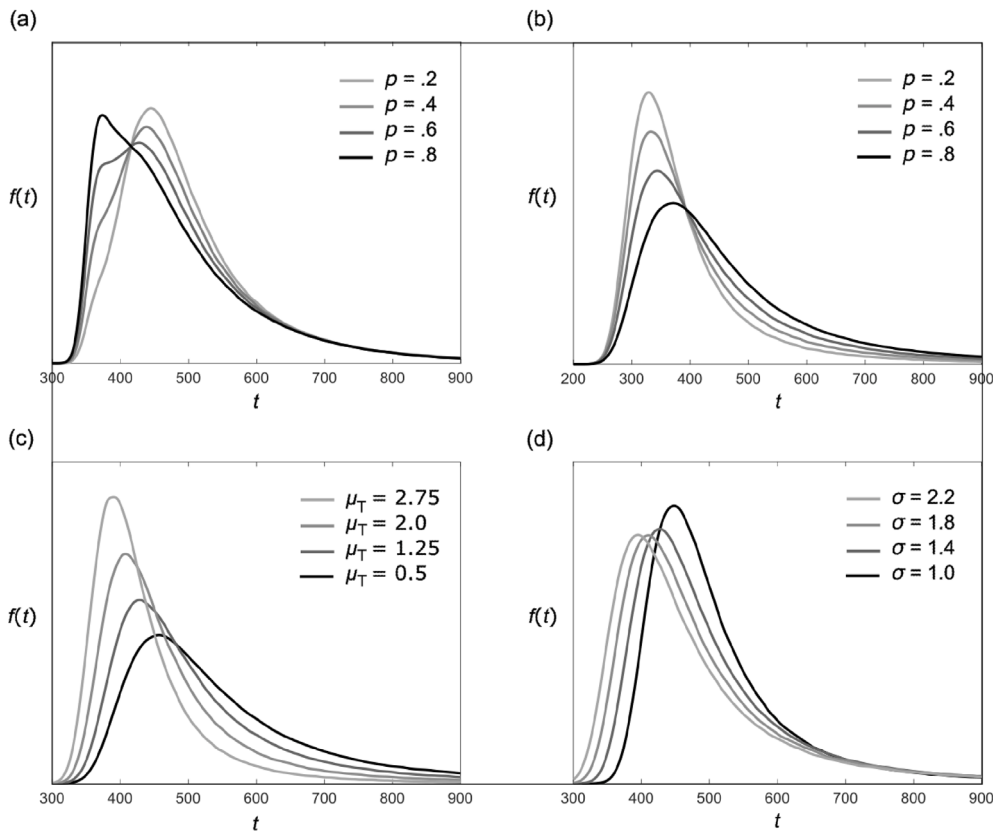 (a)
p = .2
p = .4
p = .6
p = .8
f(t)
300 400 500 600 700 800 900
t
(b)
p = .2
p = .4
p = .6
p = .8
f(t)
200 300 400 500 600 700 800 900
t
(c)
μT = 2.75
μT = 2.0
μT = 1.25
μT = 0.5
f(t)
300 400 500 600 700 800 900
t
(d)
σ = 2.2
σ = 1.8
σ = 1.4
σ = 1.0
f(t)
300 400 500 600 700 800 900
t